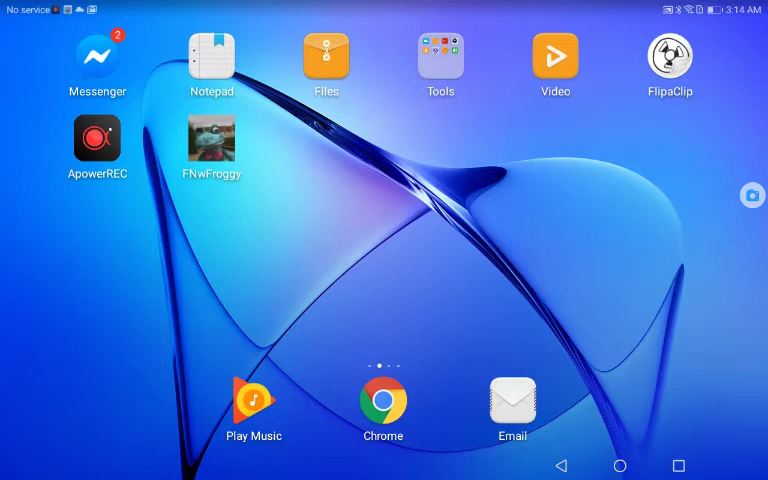 No service
3:14 AM
2
Messenger
Notepad
Files
Tools
Video
FlipaClip
ApowerREC
FNwFroggy
Play Music
Chrome
Email